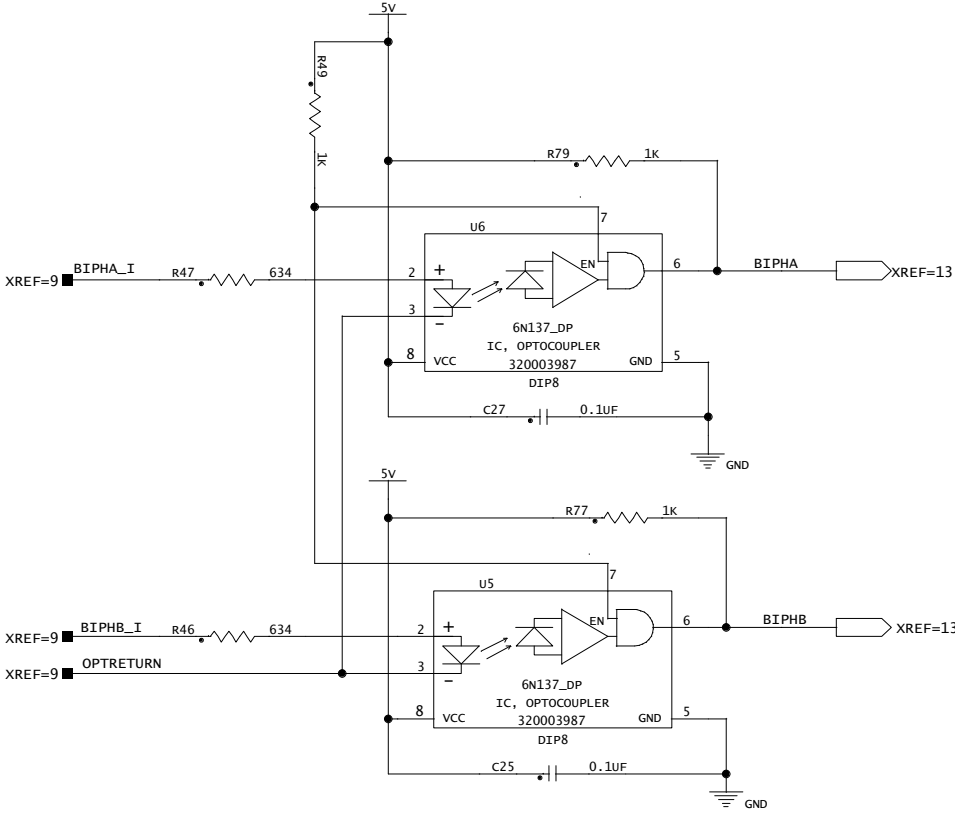 5V
R49
1K
R79 1K
7
U6
XREF=9 BIPHA_I R47 634 2 + EN 6 BIPHA XREF=13
3 −
6N137_DP
IC, OPTOCOUPLER
8 VCC 320003987 GND 5
DIP8
C27 0.1UF
GND
5V
R77 1K
7
U5
XREF=9 BIPHB_I R46 634 2 + EN 6 BIPHB XREF=13
XREF=9 OPTRETURN 3 −
6N137_DP
IC, OPTOCOUPLER
8 VCC 320003987 GND 5
DIP8
C25 0.1UF
GND